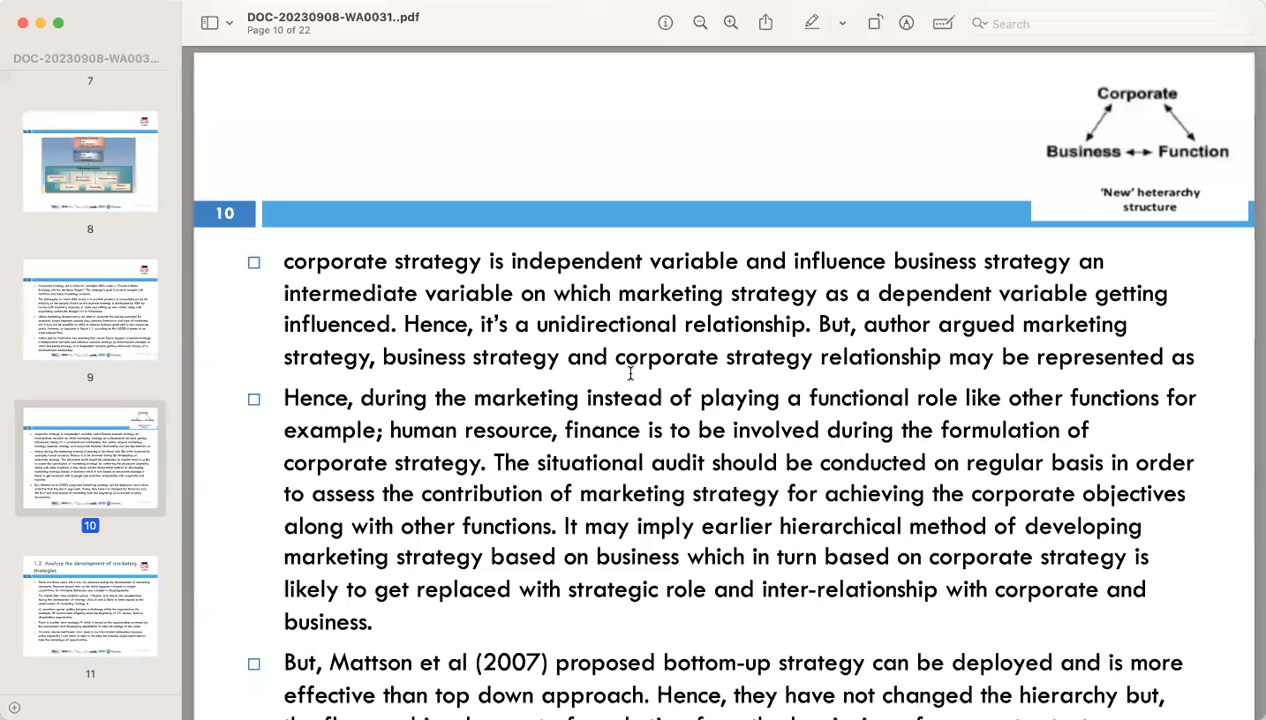 DOC-20230908-WA0031..pdf
Page 10 of 22
Search
DOC-20230908-WA003...
7
8
9
10
1.2 Analyse the development of marketing
strategies
11
Corporate
Business Function
'New' heterarchy
structure
10
corporate strategy is independent variable and influence business strategy an
intermediate variable on which marketing strategy as a dependent variable getting
influenced. Hence, it's a unidirectional relationship. But, author argued marketing
strategy, business strategy and corporate strategy relationship may be represented as
Hence, during the marketing instead of playing a functional role like other functions for
example; human resource, finance is to be involved during the formulation of
corporate strategy. The situational audit should be conducted on regular basis in order
to assess the contribution of marketing strategy for achieving the corporate objectives
along with other functions. It may imply earlier hierarchical method of developing
marketing strategy based on business which in turn based on corporate strategy is
likely to get replaced with strategic role and inter-relationship with corporate and
business.
But, Mattson et al (2007) proposed bottom-up strategy can be deployed and is more
effective than top down approach. Hence, they have not changed the hierarchy but,